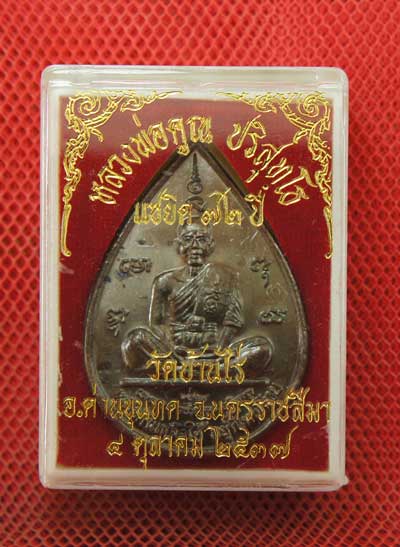 หลวงพ่อคูณ ปริสุทฺโธ
แซยิด ๗๒ ปี
วัดบ้านไร่
อ.ด่านขุนทด จ.นครราชสีมา
๔ ตุลาคม ๒๕๓๗